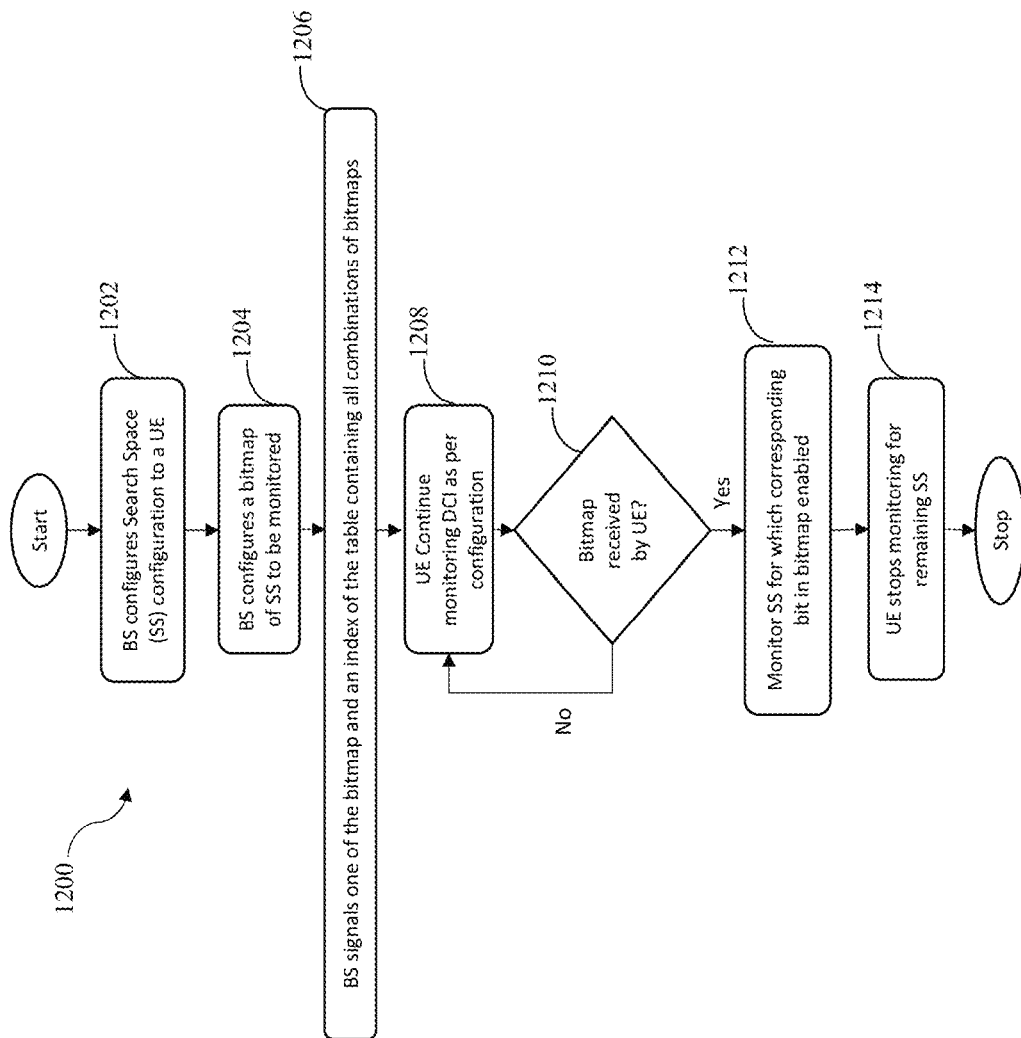 1200
Start
BS configures Search Space
(SS) configuration to a UE
1202
BS configures a bitmap
of SS to be monitored
1204
BS signals one of the bitmap and an index of the table containing all combinations of bitmaps
1206
UE Continue
monitoring DCI as per
configuration
1208
Bitmap
received
by UE?
1210
No
Yes
Monitor SS for which corresponding
bit in bitmap enabled
1212
UE stops monitoring for
remaining SS
1214
Stop